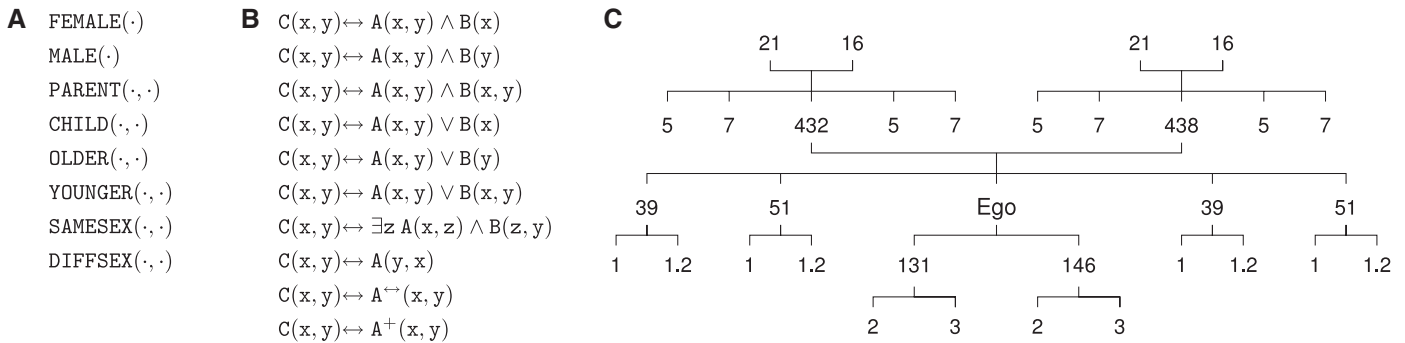 A
FEMALE(·)
MALE(·)
PARENT(·,·)
CHILD(·,·)
OLDER(·,·)
YOUNGER(·,·)
SAMESEX(·,·)
DIFFSEX(·,·)
B
C(x, y)↔ A(x, y) ∧ B(x)
C(x, y)↔ A(x, y) ∧ B(y)
C(x, y)↔ A(x, y) ∧ B(x, y)
C(x, y)↔ A(x, y) ∨ B(x)
C(x, y)↔ A(x, y) ∨ B(y)
C(x, y)↔ A(x, y) ∨ B(x, y)
C(x, y)↔ ∃z A(x, z) ∧ B(z, y)
C(x, y)↔ A(y, x)
C(x, y)↔ A↔(x, y)
C(x, y)↔ A+(x, y)
C
21 16 21 16
5 7 432 5 7 5 7 438 5 7
39 51 Ego 39 51
1 1.2 1 1.2 131 146 1 1.2 1 1.2
2 3 2 3